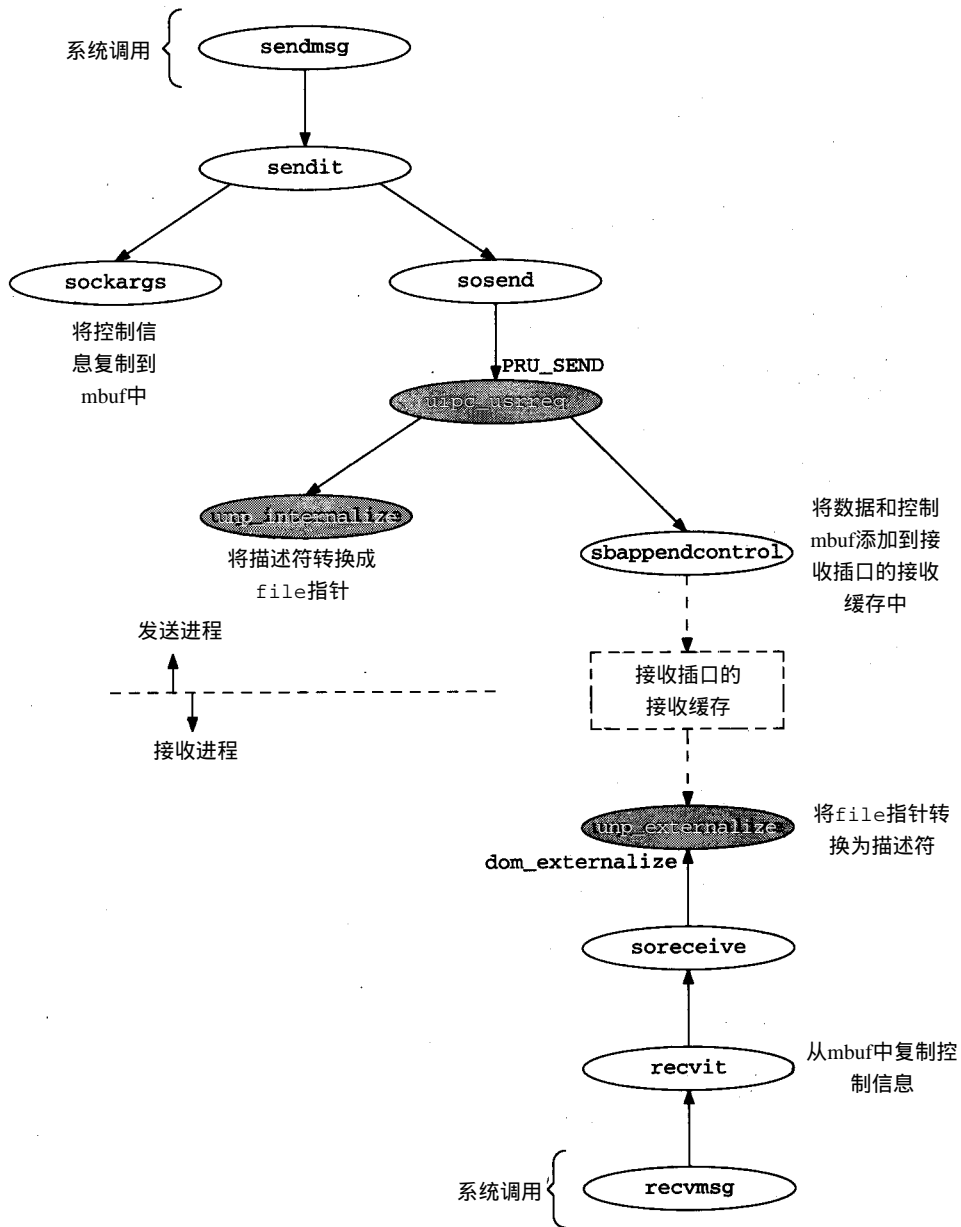 系统调用
sendmsg
sendit
sockargs
sosend
将控制信
息复制到
mbuf中
PRU_SEND
uipc_usrreq
unp_internalize
将描述符转换成
file指针
sbappendcontrol
将数据和控制
mbuf添加到接
收插口的接收
缓存中
发送进程
接收进程
接收插口的
接收缓存
unp_externalize
将file指针转
换为描述符
dom_externalize
soreceive
recvit
从mbuf中复制控
制信息
系统调用
recvmsg